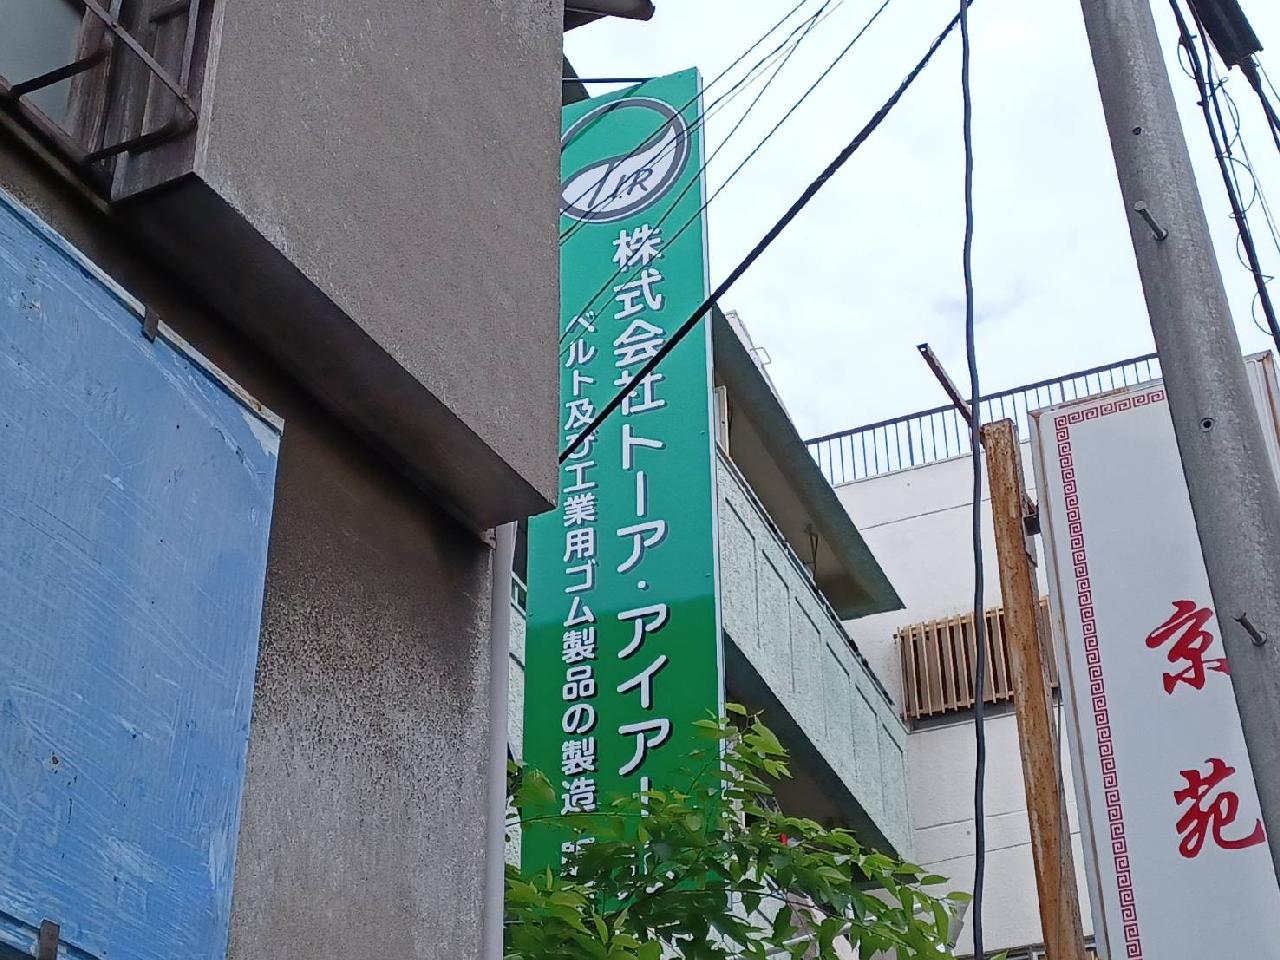 TIR
株式会社トーア・アイアー
ベルト及び工業用ゴム製品の製造
京苑